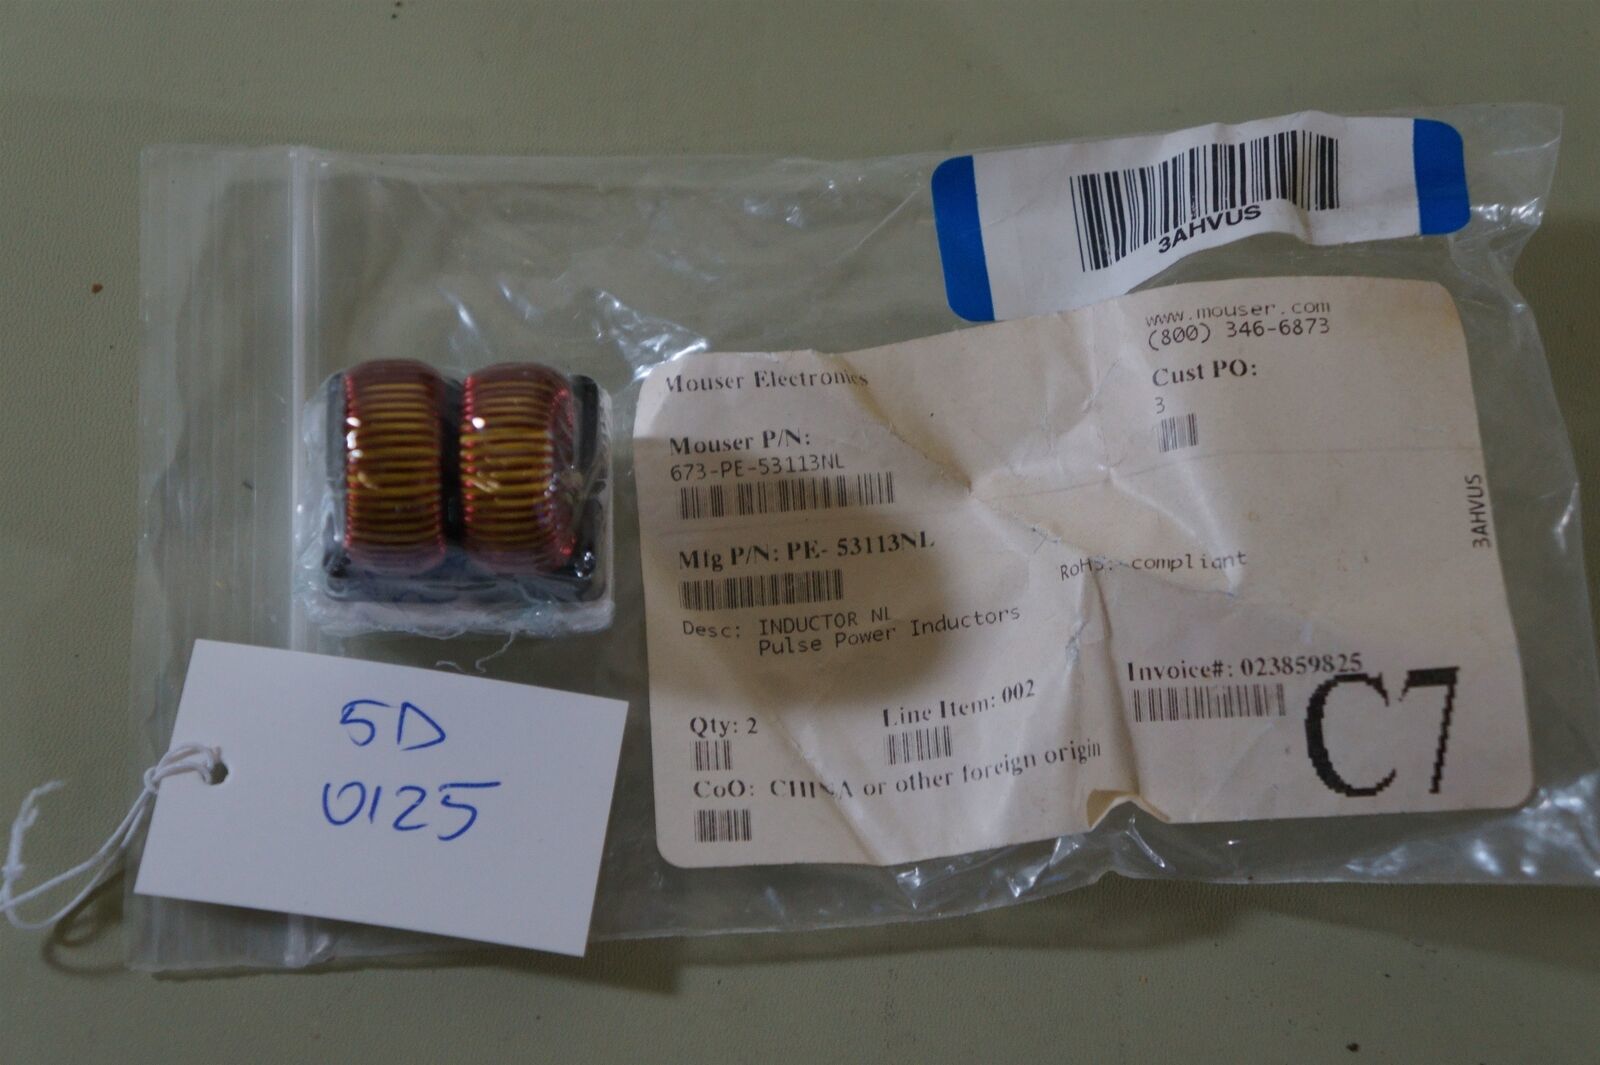 3AHVUS
www.mouser.com
(800) 346-6873
Mouser Electronics
Cust PO:
3
Mouser P/N:
673-PE-53113NL
3AHVUS
Mfg P/N: PE- 53113NL
RoHS: compliant
Desc: INDUCTOR NL
Pulse Power Inductors
Invoice#: 023859825
Qty: 2
Line Item: 002
C7
CoO: CHINA or other foreign origin
5D
0125